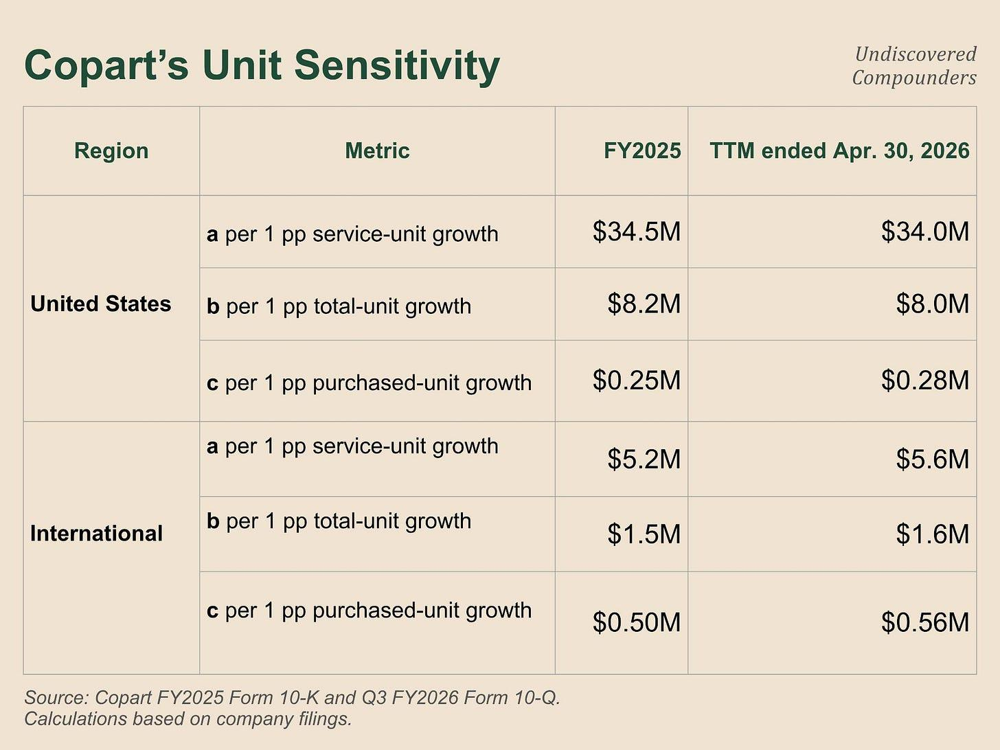 Copart’s Unit Sensitivity
Undiscovered
Compounders
Region Metric FY2025 TTM ended Apr. 30, 2026
United States
a per 1 pp service-unit growth $34.5M $34.0M
b per 1 pp total-unit growth $8.2M $8.0M
c per 1 pp purchased-unit growth $0.25M $0.28M
International
a per 1 pp service-unit growth $5.2M $5.6M
b per 1 pp total-unit growth $1.5M $1.6M
c per 1 pp purchased-unit growth $0.50M $0.56M
Source: Copart FY2025 Form 10-K and Q3 FY2026 Form 10-Q.
Calculations based on company filings.